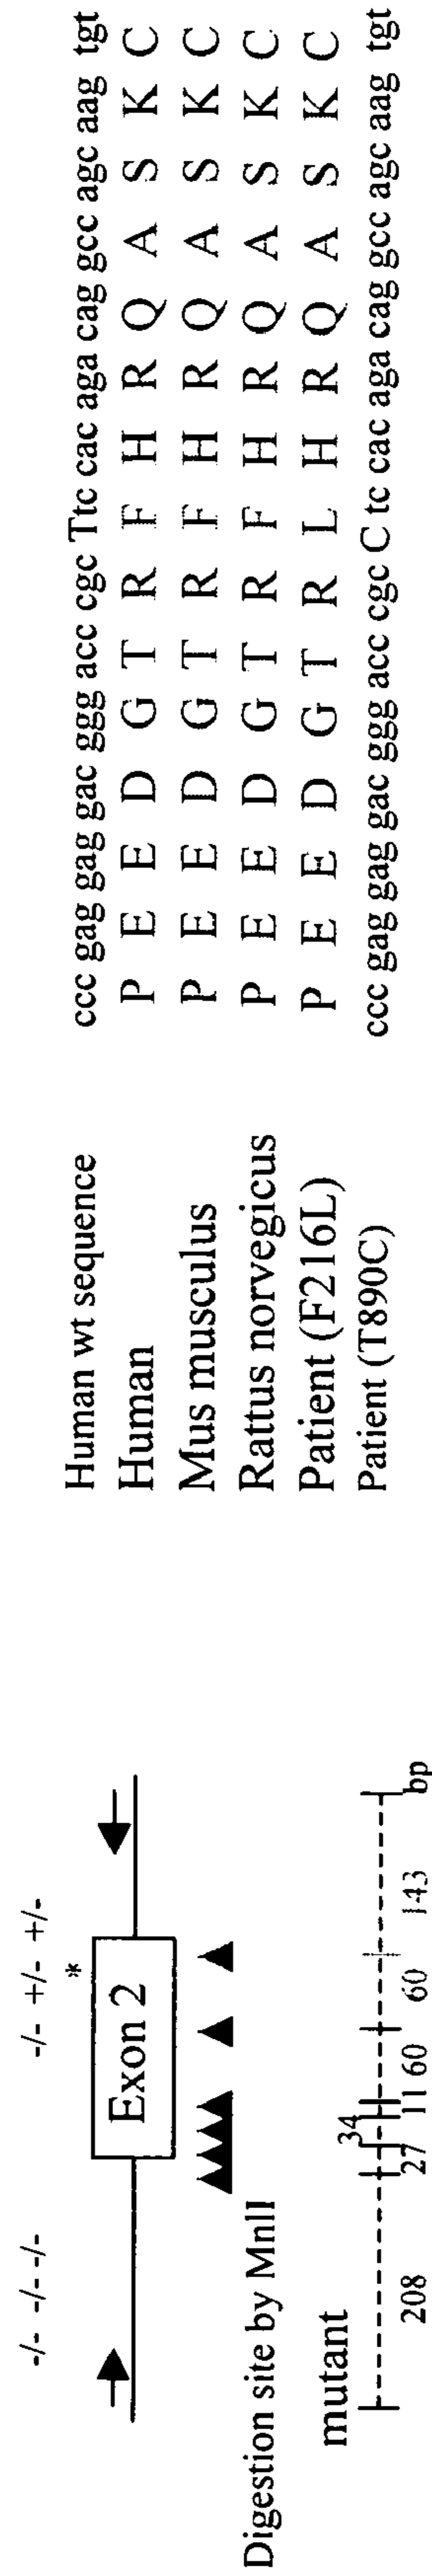 -/- -/- -/- -/- +/- +/-
*
Exon 2
Digestion site by MnlI
mutant
34
208 27 11 60 60 143 bp
Human wt sequence ccc gag gag gac ggg acc cgc Ttc cac aga cag gcc agc aag tgt
Human P E E D G T R F H R Q A S K C
Mus musculus P E E D G T R F H R Q A S K C
Rattus norvegicus P E E D G T R F H R Q A S K C
Patient (F216L) P E E D G T R L H R Q A S K C
Patient (T890C) ccc gag gag gac ggg acc cgc C tc cac aga cag gcc agc aag tgt